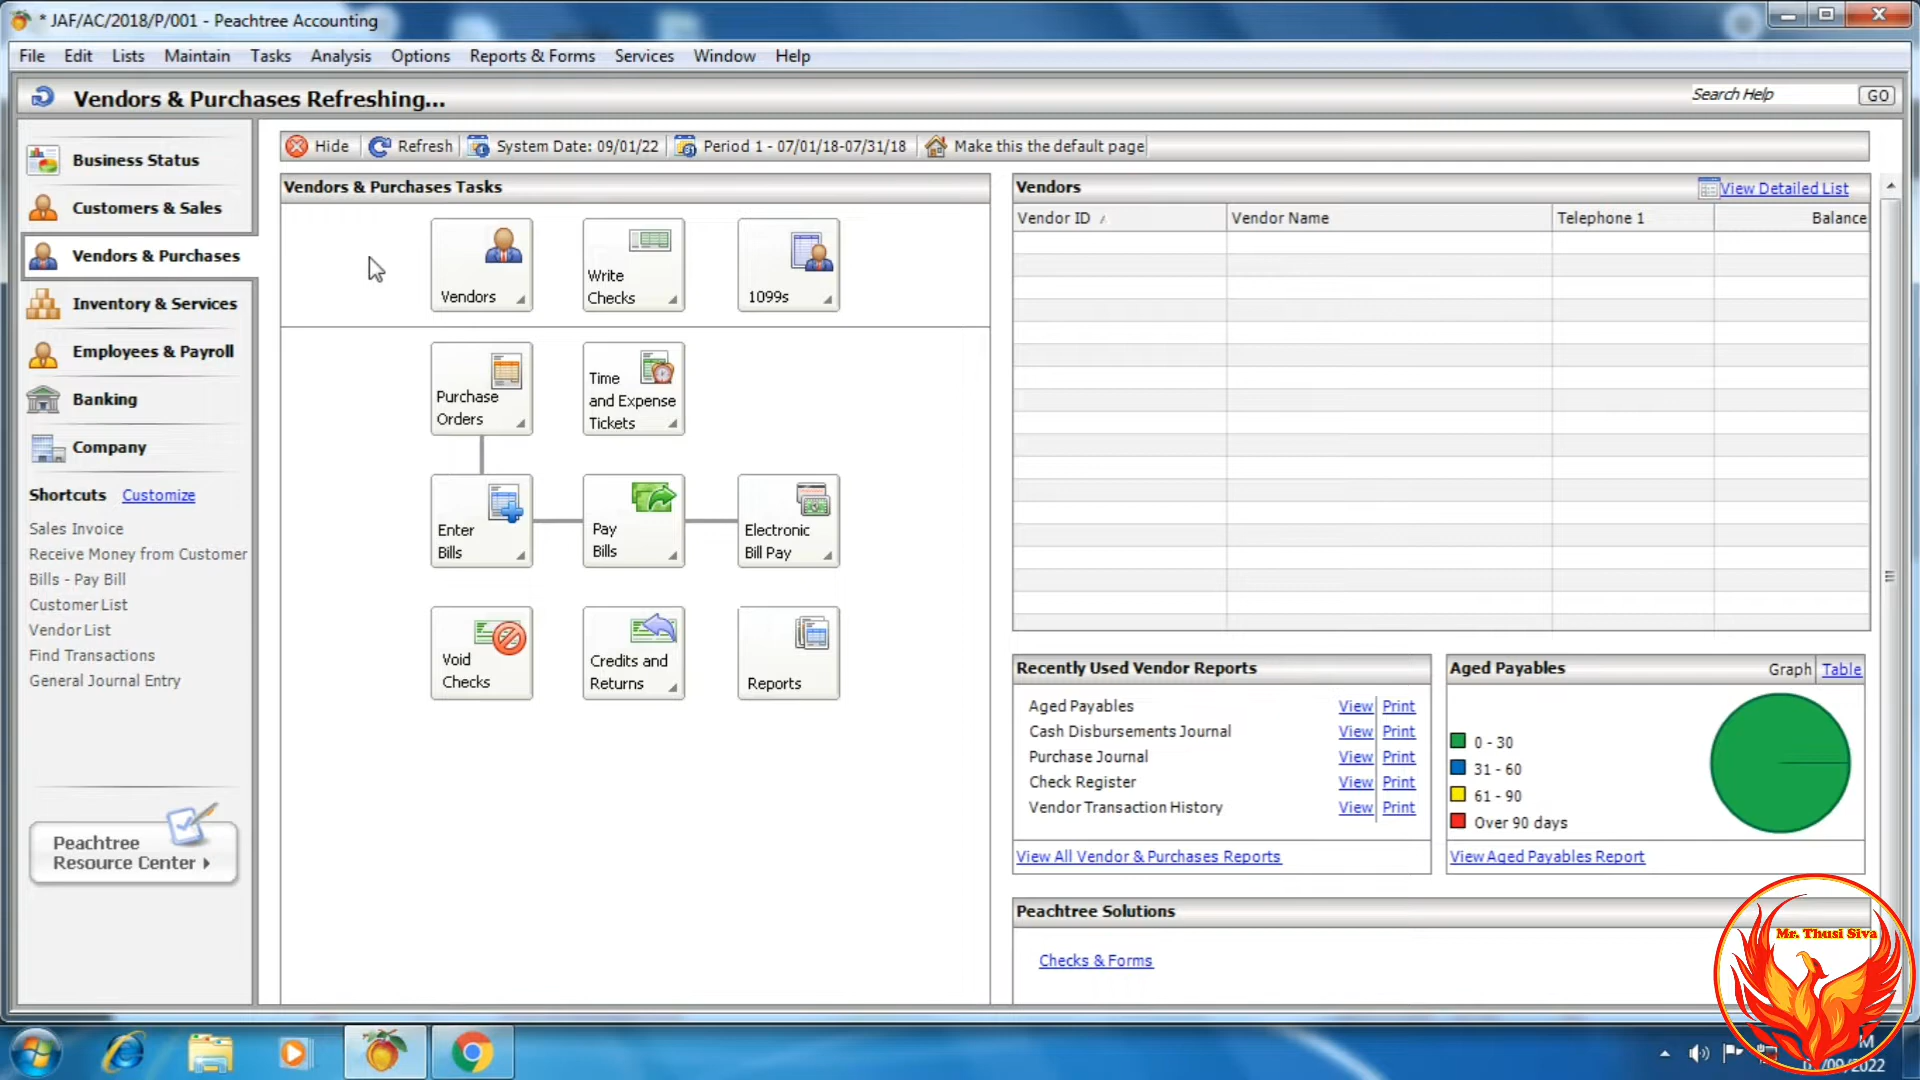 * JAF/AC/2018/P/001 - Peachtree Accounting
File Edit Lists Maintain Tasks Analysis Options Reports & Forms Services Window Help
Vendors & Purchases Refreshing...
Search Help GO
Business Status
Customers & Sales
Vendors & Purchases
Inventory & Services
Employees & Payroll
Banking
Company
Shortcuts Customize
Sales Invoice
Receive Money from Customer
Bills - Pay Bill
Customer List
Vendor List
Find Transactions
General Journal Entry
Peachtree
Resource Center
Hide Refresh System Date: 09/01/22 Period 1 - 07/01/18-07/31/18 Make this the default page
Vendors & Purchases Tasks
Vendors
Write
Checks
1099s
Purchase
Orders
Time
and Expense
Tickets
Enter
Bills
Pay
Bills
Electronic
Bill Pay
Void
Checks
Credits and
Returns
Reports
Vendors View Detailed List
Vendor ID Vendor Name Telephone 1 Balance
Recently Used Vendor Reports
Aged Payables View Print
Cash Disbursements Journal View Print
Purchase Journal View Print
Check Register View Print
Vendor Transaction History View Print
View All Vendor & Purchases Reports
Aged Payables Graph Table
0 - 30
31 - 60
61 - 90
Over 90 days
View Aged Payables Report
Peachtree Solutions
Checks & Forms
Mr. Thusi Siva